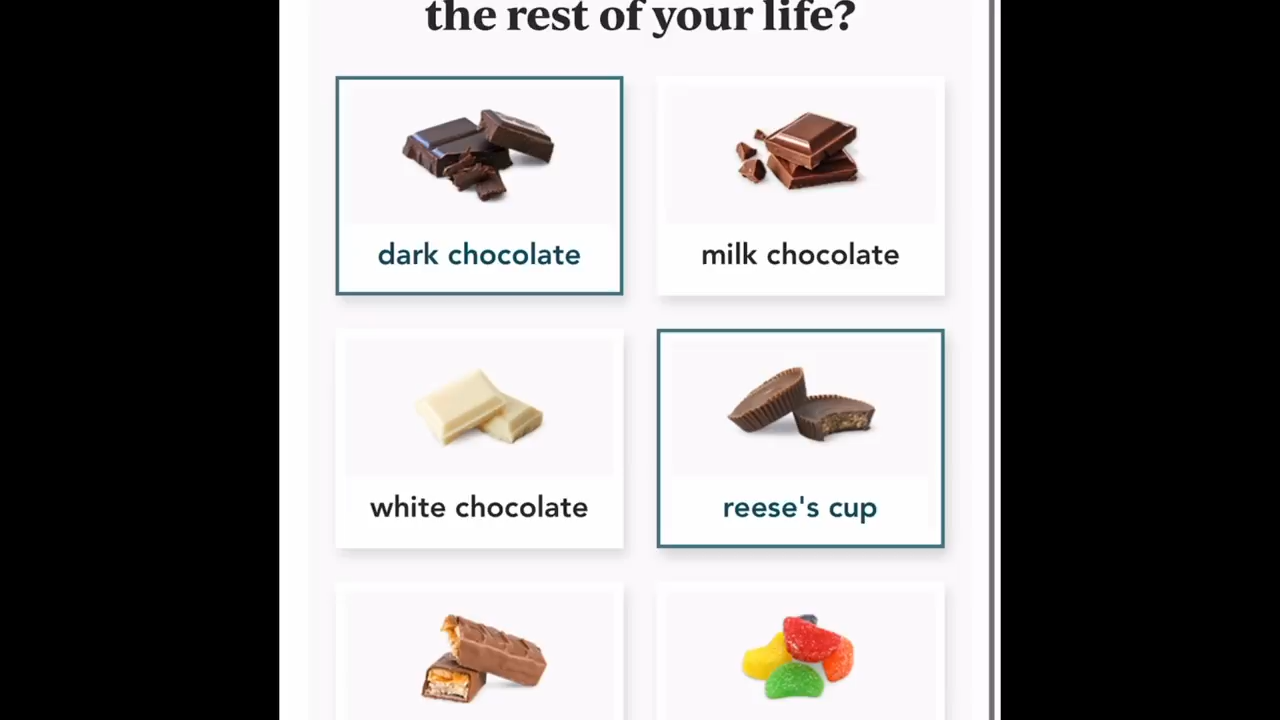 the rest of your life?
dark chocolate
milk chocolate
white chocolate
reese's cup